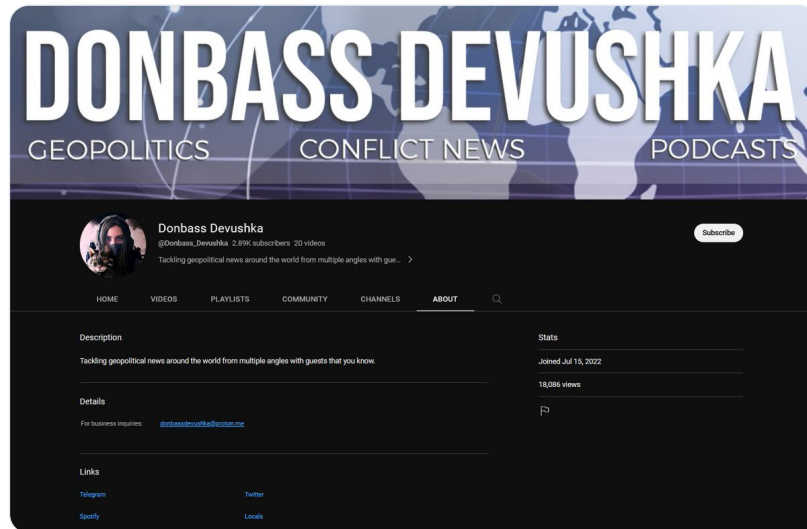 DONBASS DEVUSHKA
GEOPOLITICS CONFLICT NEWS PODCASTS
Donbass Devushka
@Donbass_Devushka 2.89K subscribers 20 videos
Tackling geopolitical news around the world from multiple angles with gue...
Subscribe
HOME VIDEOS PLAYLISTS COMMUNITY CHANNELS ABOUT
Description
Tackling geopolitical news around the world from multiple angles with guests that you know.
Details
For business inquiries: donbassdevushka@proton.me
Links
Telegram Twitter
Spotify Locals
Stats
Joined Jul 15, 2022
18,086 views